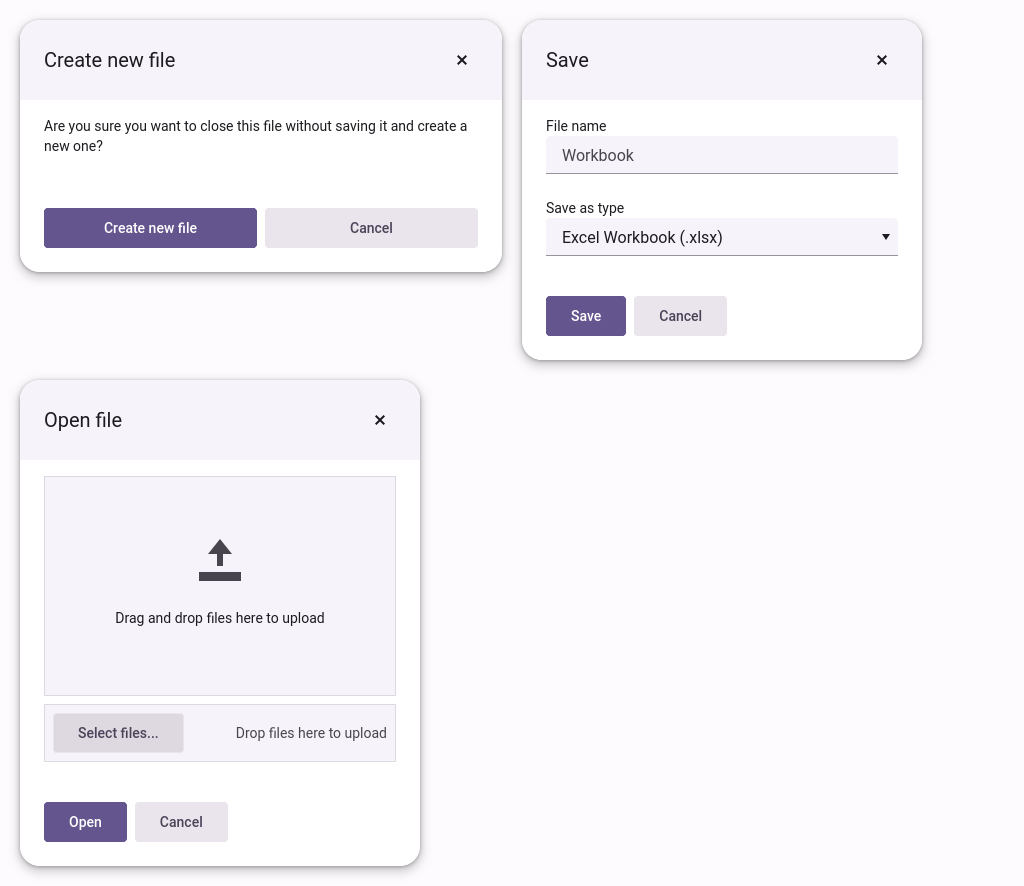 Create new file
Are you sure you want to close this file without saving it and create a
new one?
Create new file
Cancel
Save
File name
Workbook
Save as type
Excel Workbook (.xlsx)
Save
Cancel
Open file
Drag and drop files here to upload
Select files...
Drop files here to upload
Open
Cancel